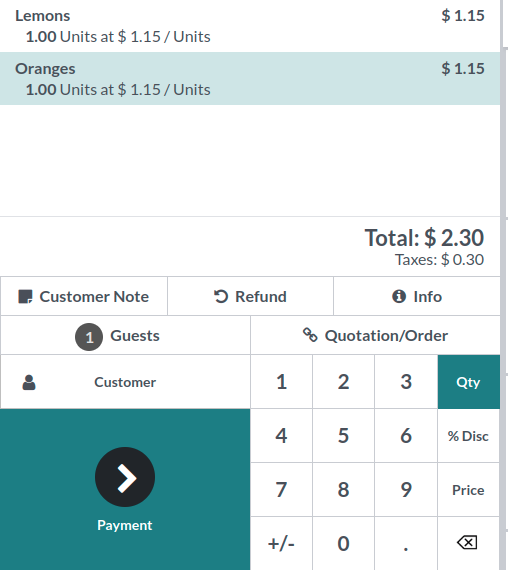 Lemons $ 1.15
1.00 Units at $ 1.15 / Units
Oranges $ 1.15
1.00 Units at $ 1.15 / Units
Total: $ 2.30
Taxes: $ 0.30
Customer Note Refund Info
1 Guests Quotation/Order
Customer 1 2 3 Qty
4 5 6 % Disc
7 8 9 Price
Payment
+/- 0 .